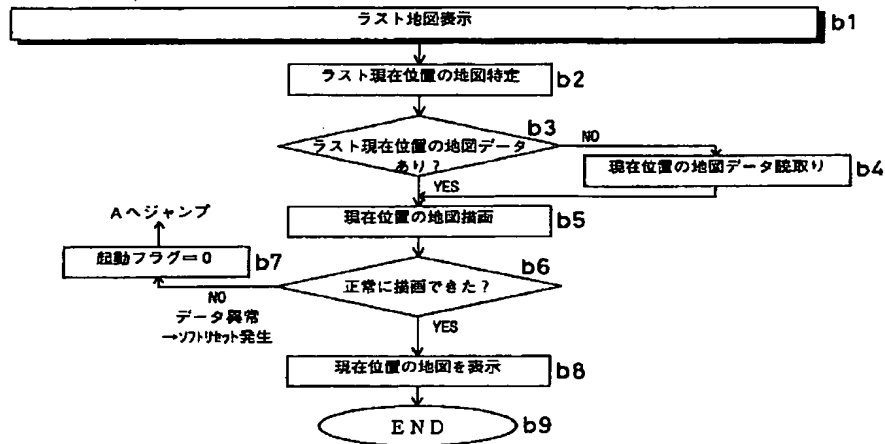 ラスト地図表示 b1
ラスト現在位置の地図特定 b2
b3
ラスト現在位置の地図データ
あり?
NO
YES
現在位置の地図データ読取り b4
現在位置の地図描画 b5
Aへジャンプ
起動フラグ=0 b7
b6
正常に描画できた?
NO
データ異常
→ソフトリセット発生
YES
現在位置の地図を表示 b8
END b9